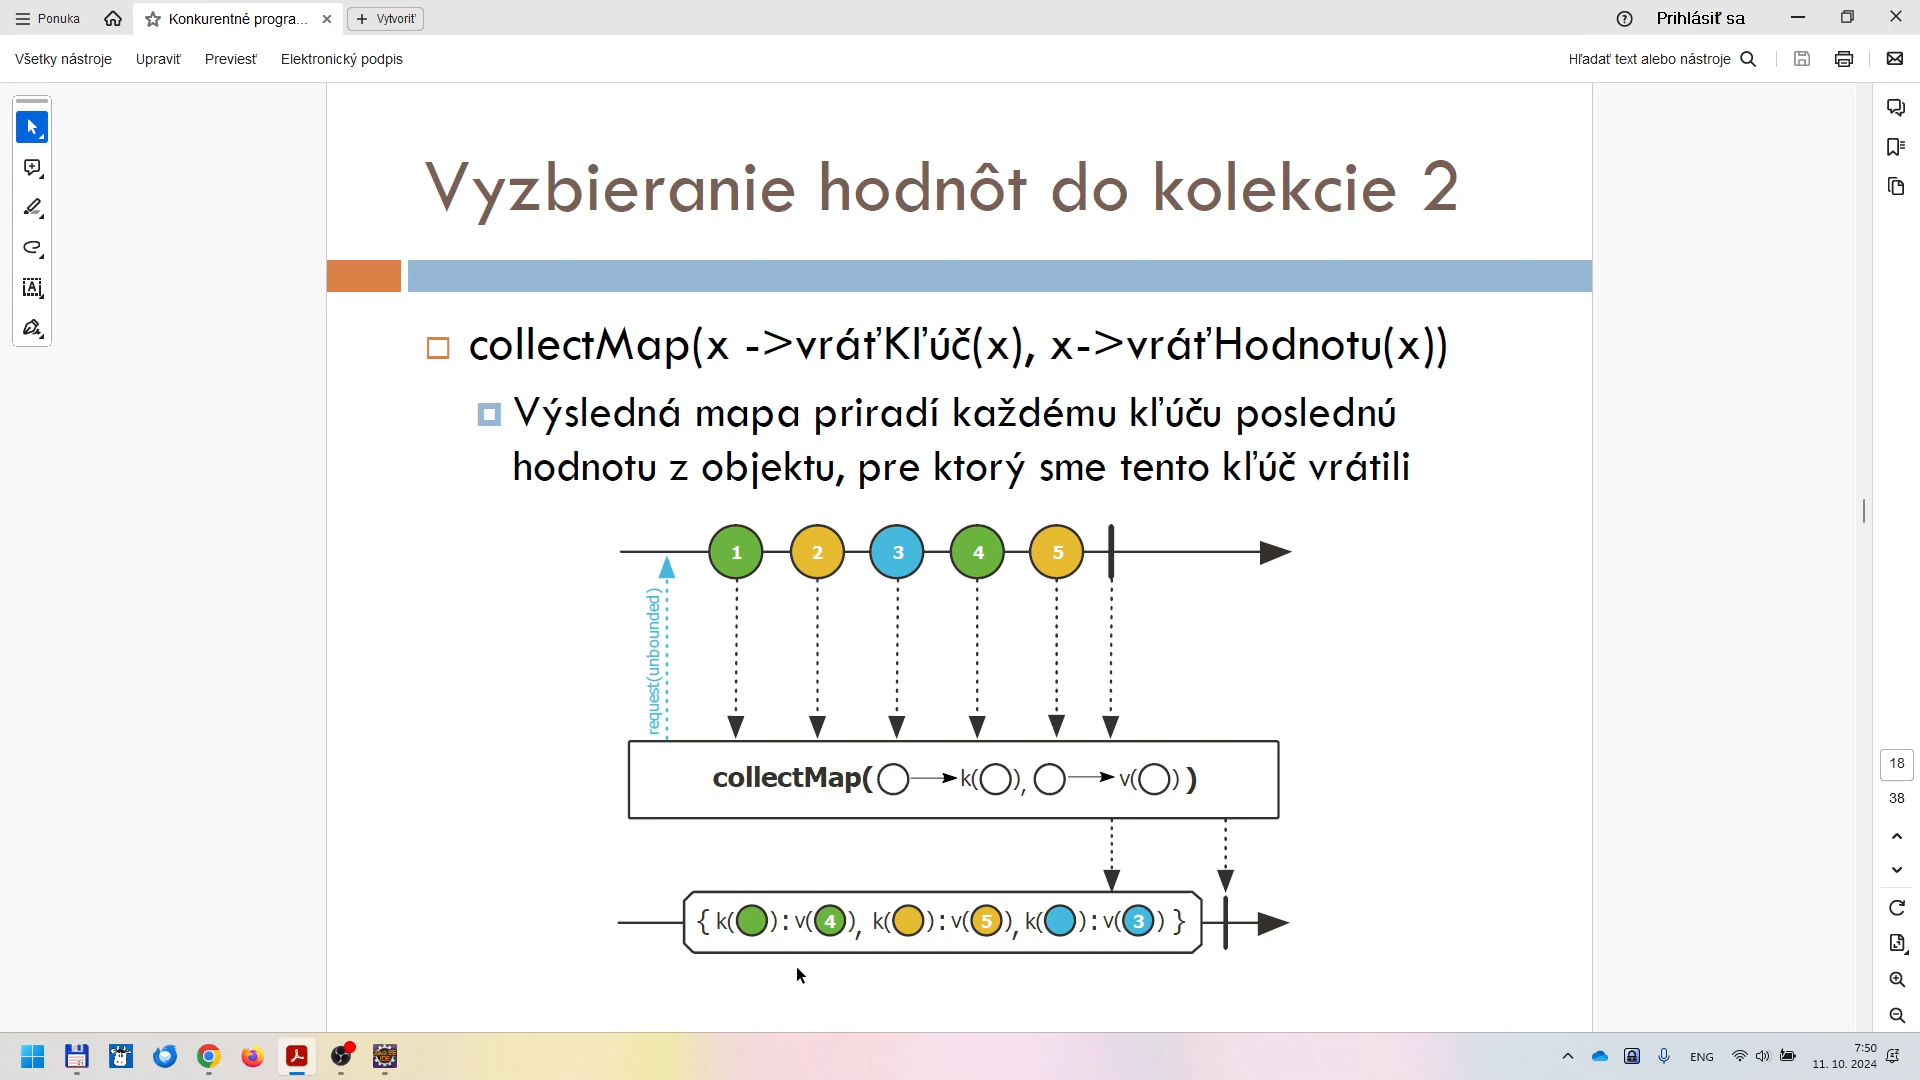 Ponuka
Konkurentné progra...
Vytvoriť
Prihlásiť sa
Všetky nástroje
Upraviť
Previesť
Elektronický podpis
Hľadať text alebo nástroje
Vyzbieranie hodnôt do kolekcie 2
collectMap(x ->vráťKľúč(x), x->vráťHodnotu(x))
Výsledná mapa priradí každému kľúču poslednú
hodnotu z objektu, pre ktorý sme tento kľúč vrátili
1 2 3 4 5
request(unbounded)
collectMap( k( ), v( ) )
{ k( ) : v( 4 ), k( ) : v( 5 ), k( ) : v( 3 ) }
18
38
ENG
7:50
11. 10. 2024